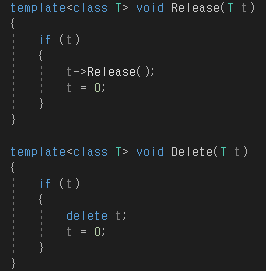 template<class T> void Release(T t)
{
    if (t)
    {
        t->Release();
        t = 0;
    }
}

template<class T> void Delete(T t)
{
    if (t)
    {
        delete t;
        t = 0;
    }
}